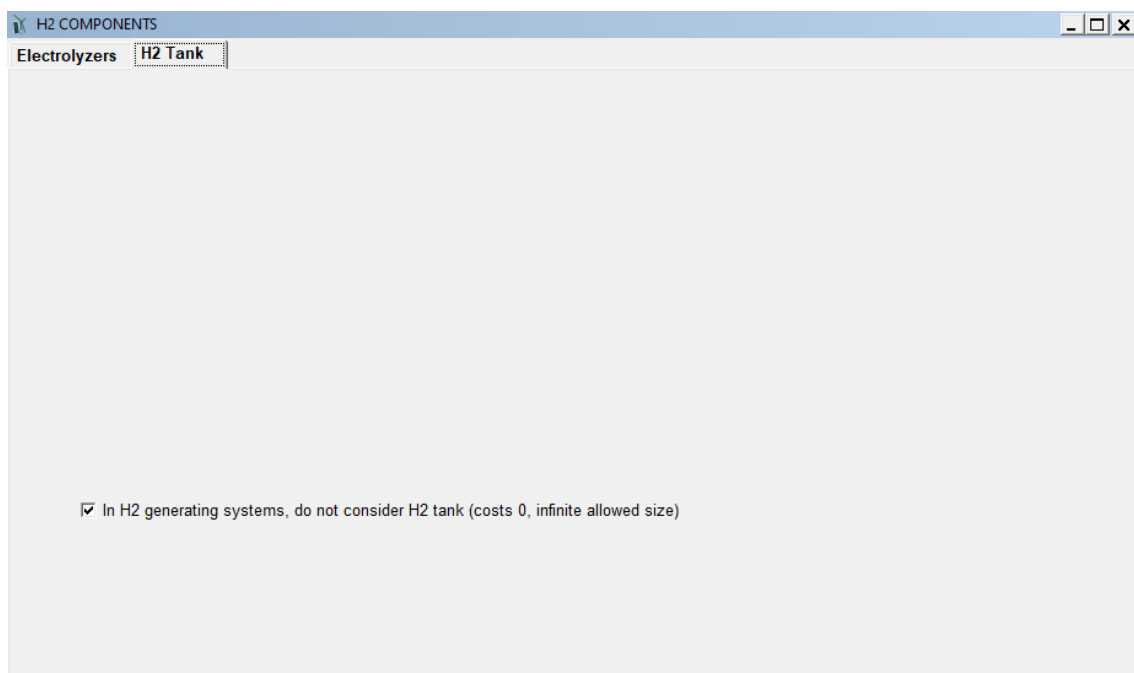 H2 COMPONENTS
Electrolyzers H2 Tank
In H2 generating systems, do not consider H2 tank (costs 0, infinite allowed size)